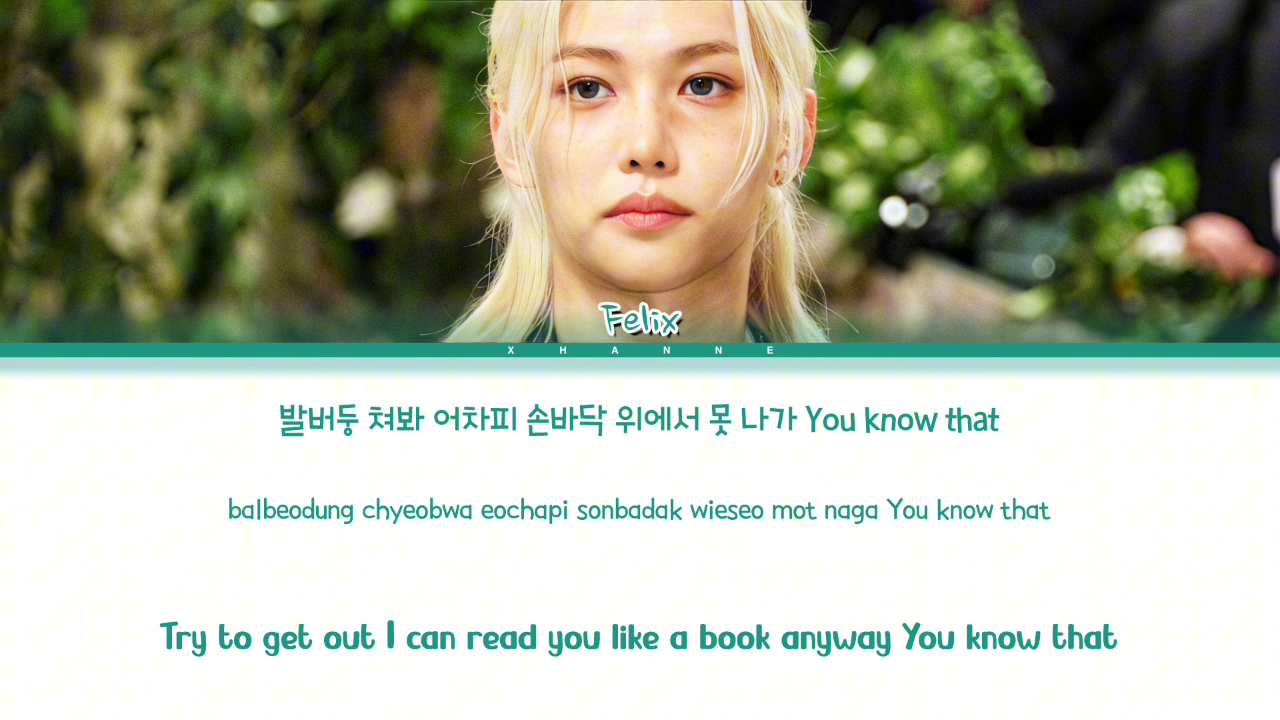 Felix
X H A N N E
발버둥 쳐봐 어차피 손바닥 위에서 못 나가 You know that
balbeodung chyeobwa eochapi sonbadak wieseo mot naga You know that
Try to get out I can read you like a book anyway You know that